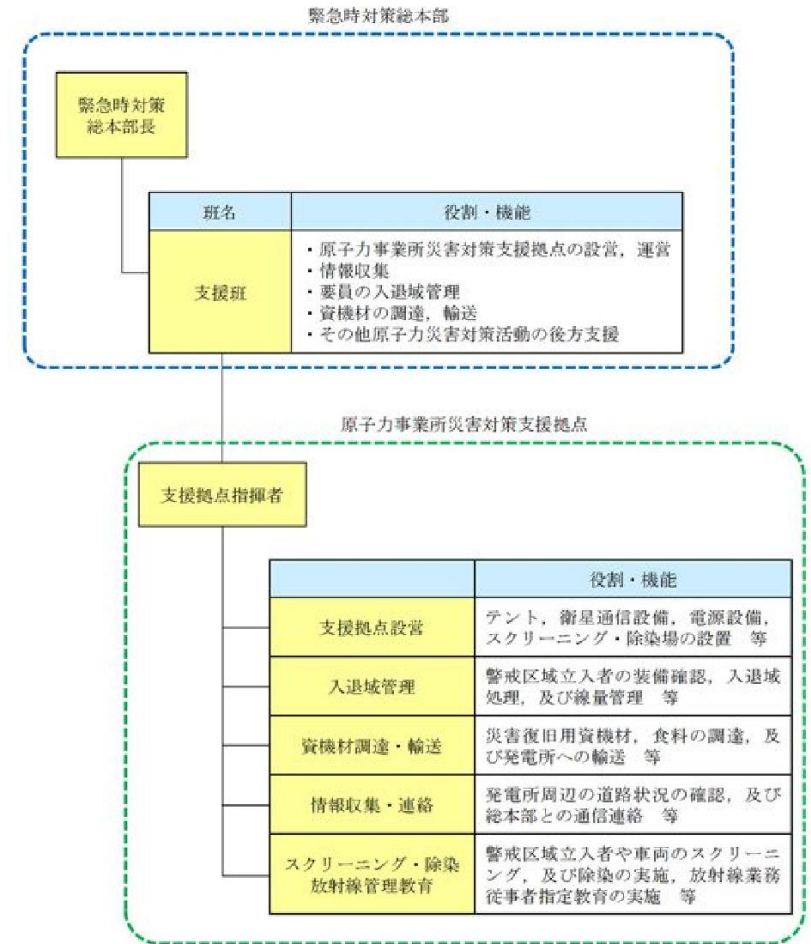 緊急時対策総本部
緊急時対策
総本部長
班名
役割・機能
支援班
・原子力事業所災害対策支援拠点の設営，運営
・情報収集
・要員の入退域管理
・資機材の調達，輸送
・その他原子力災害対策活動の後方支援
原子力事業所災害対策支援拠点
支援拠点指揮者
役割・機能
支援拠点設営
テント，衛星通信設備，電源設備，
スクリーニング・除染場の設置　等
入退域管理
警戒区域立入者の装備確認，入退域
処理，及び線量管理　等
資機材調達・輸送
災害復旧用資機材，食料の調達，及
び発電所への輸送　等
情報収集・連絡
発電所周辺の道路状況の確認，及び
総本部との通信連絡　等
スクリーニング・除染
放射線管理教育
警戒区域立入者や車両のスクリーニ
ング，及び除染の実施，放射線業務
従事者指定教育の実施　等